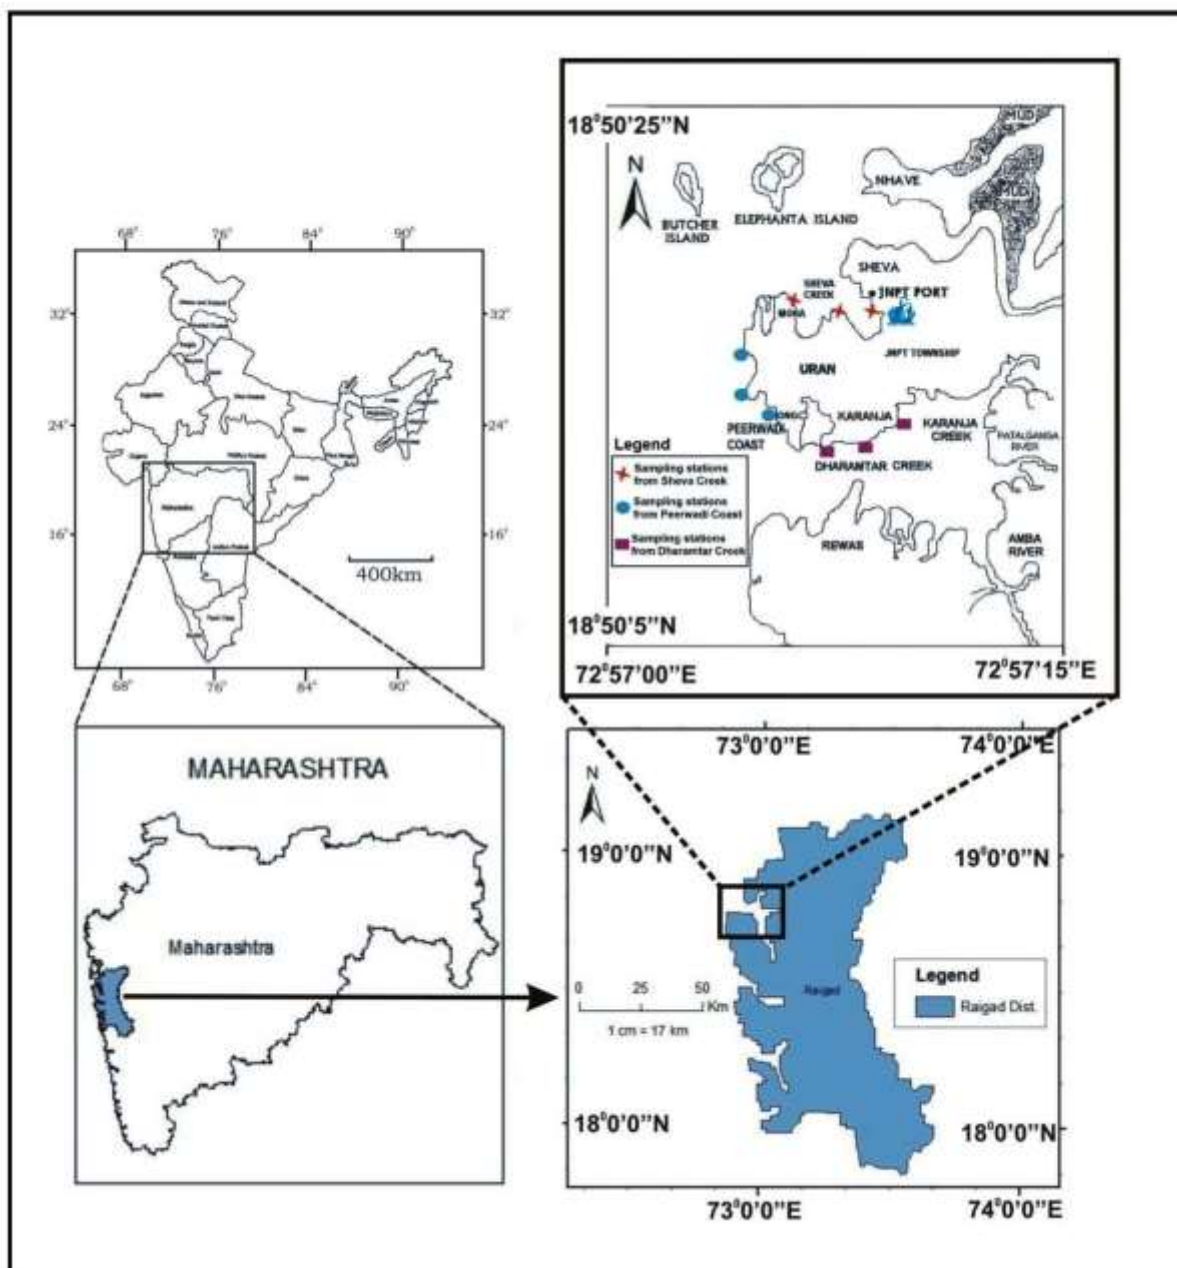 68° 76° 84° 90°
32° 32°
24° 24°
16° 16°
Maharashtra
400km
68° 76° 84° 90°
18°50'25"N
N
BUTCHER
ISLAND
ELEPHANTA ISLAND
NHAVE
MUD
MUD
SHEVA
SHEVA
CREEK
JNPT PORT
MORA
JNPT TOWNSHIP
URAN
ONGC
KARANJA
PEERWADI
COAST
KARANJA
CREEK
PATALGANGA
RIVER
DHARAMTAR CREEK
Legend
Sampling stations
from Sheva Creek
Sampling stations
from Peerwadi Coast
Sampling stations
from Dharamtar Creek
REWAS
AMBA
RIVER
18°50'5"N
72°57'00"E 72°57'15"E
MAHARASHTRA
Maharashtra
73°0'0"E 74°0'0"E
N
19°0'0"N 19°0'0"N
0 25 50
Km
1 cm = 17 km
Raigad
Legend
Raigad Dist.
18°0'0"N 18°0'0"N
73°0'0"E 74°0'0"E